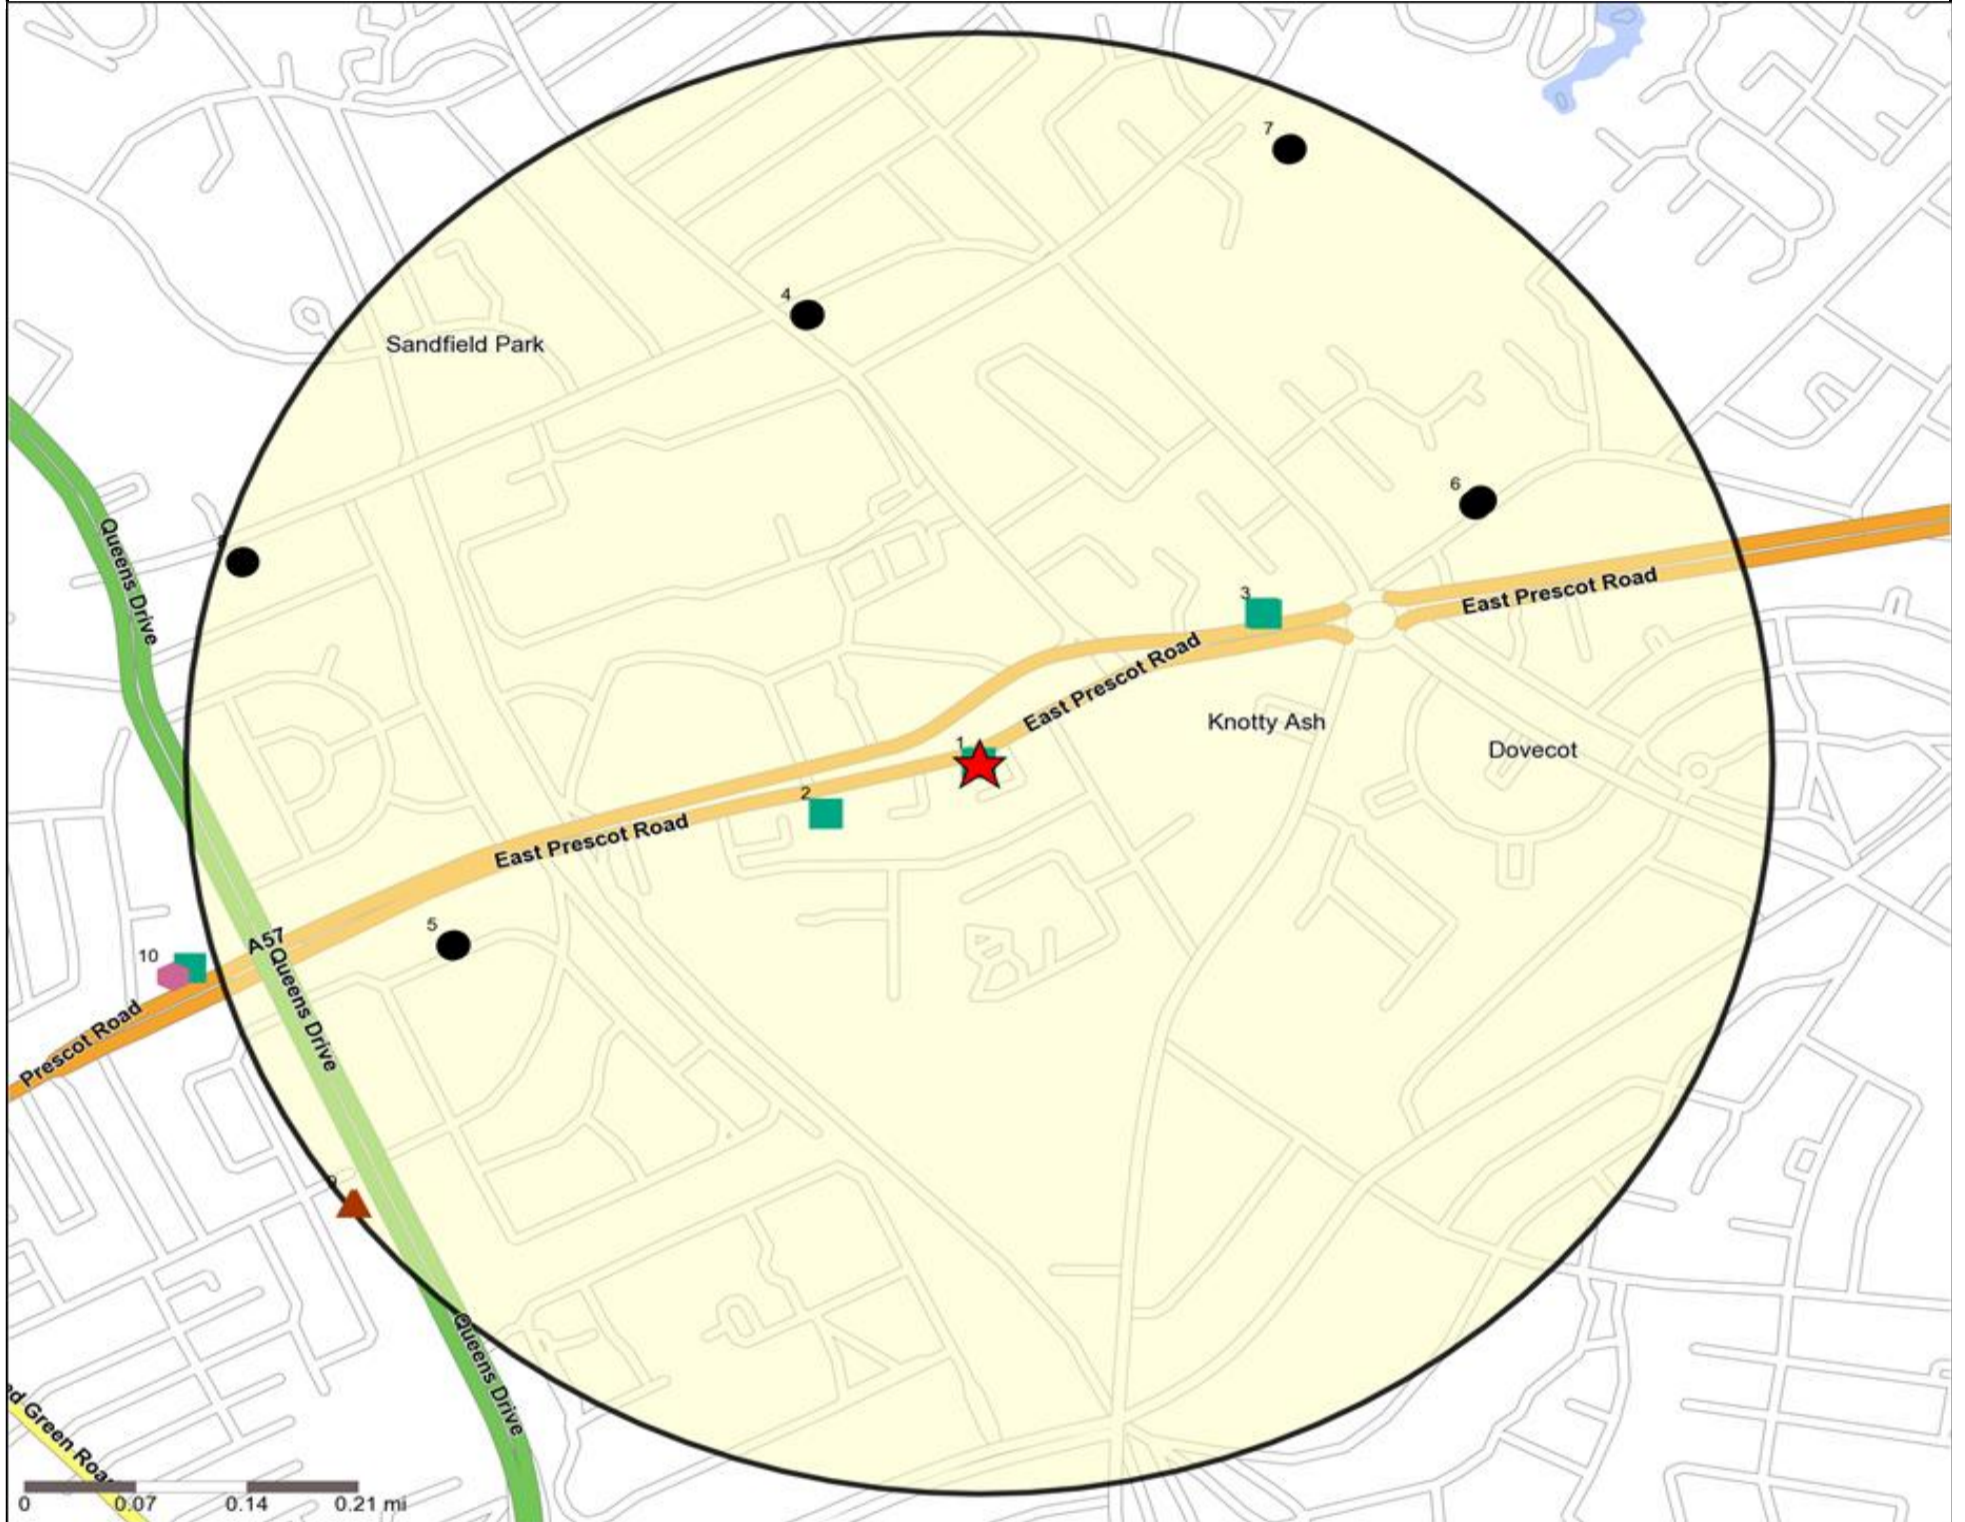 7
4
Sandfield Park
6
Queens Drive
East Prescot Road
3
East Prescot Road
Knotty Ash
Dovecot
1
2
East Prescot Road
5
A57
10
Queens Drive
Prescot Road
Queens Drive
Green Road
0 0.07 0.14 0.21 mi